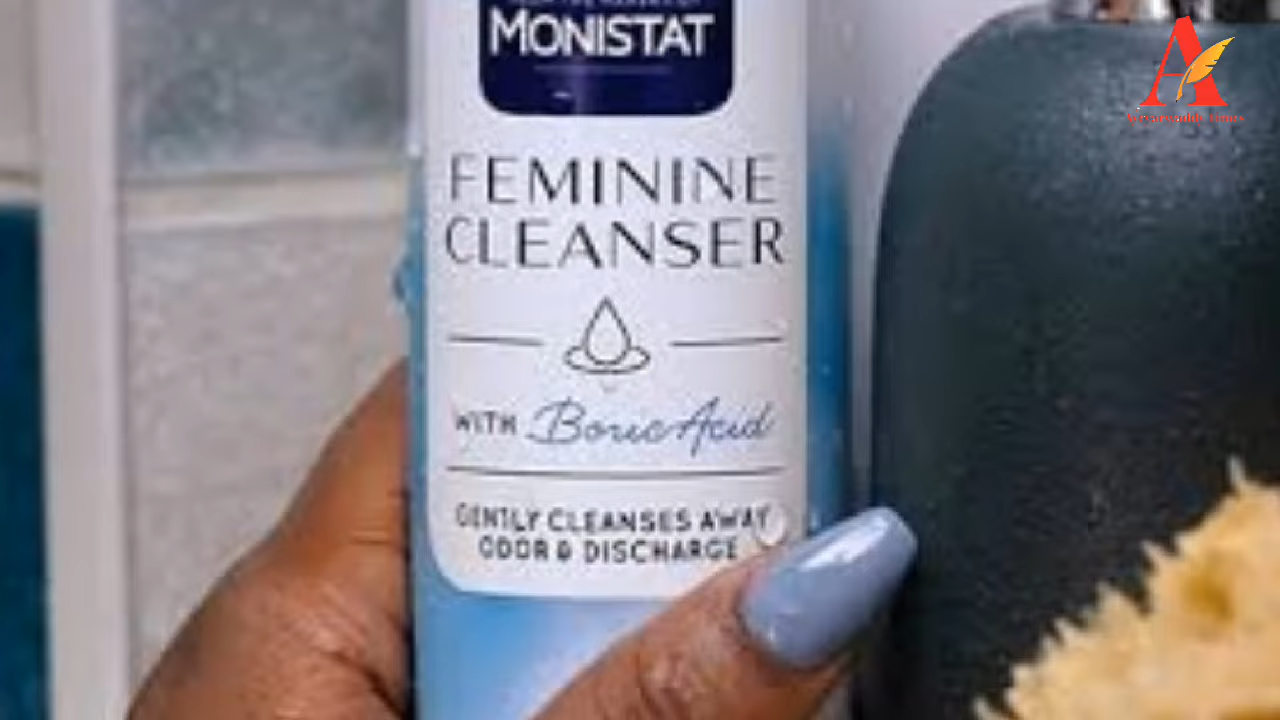 MONISTAT
FEMININE
CLEANSER
WITH Boric Acid
GENTLY CLEANSES AWAY
ODOR & DISCHARGE